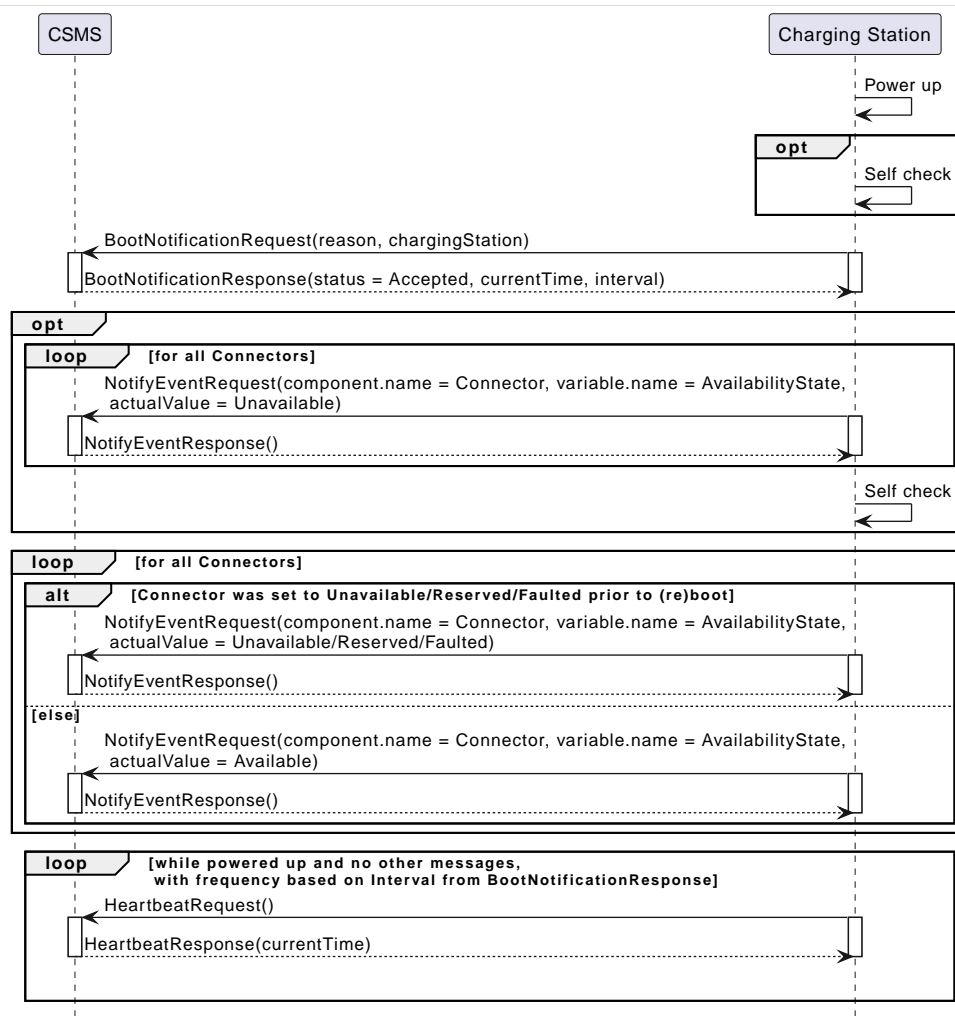 CSMS
Charging Station
Power up
opt
Self check
BootNotificationRequest(reason, chargingStation)
BootNotificationResponse(status = Accepted, currentTime, interval)
opt
loop [for all Connectors]
NotifyEventRequest(component.name = Connector, variable.name = AvailabilityState,
actualValue = Unavailable)
NotifyEventResponse()
Self check
loop [for all Connectors]
alt [Connector was set to Unavailable/Reserved/Faulted prior to (re)boot]
NotifyEventRequest(component.name = Connector, variable.name = AvailabilityState,
actualValue = Unavailable/Reserved/Faulted)
NotifyEventResponse()
[else]
NotifyEventRequest(component.name = Connector, variable.name = AvailabilityState,
actualValue = Available)
NotifyEventResponse()
loop [while powered up and no other messages,
with frequency based on Interval from BootNotificationResponse]
HeartbeatRequest()
HeartbeatResponse(currentTime)